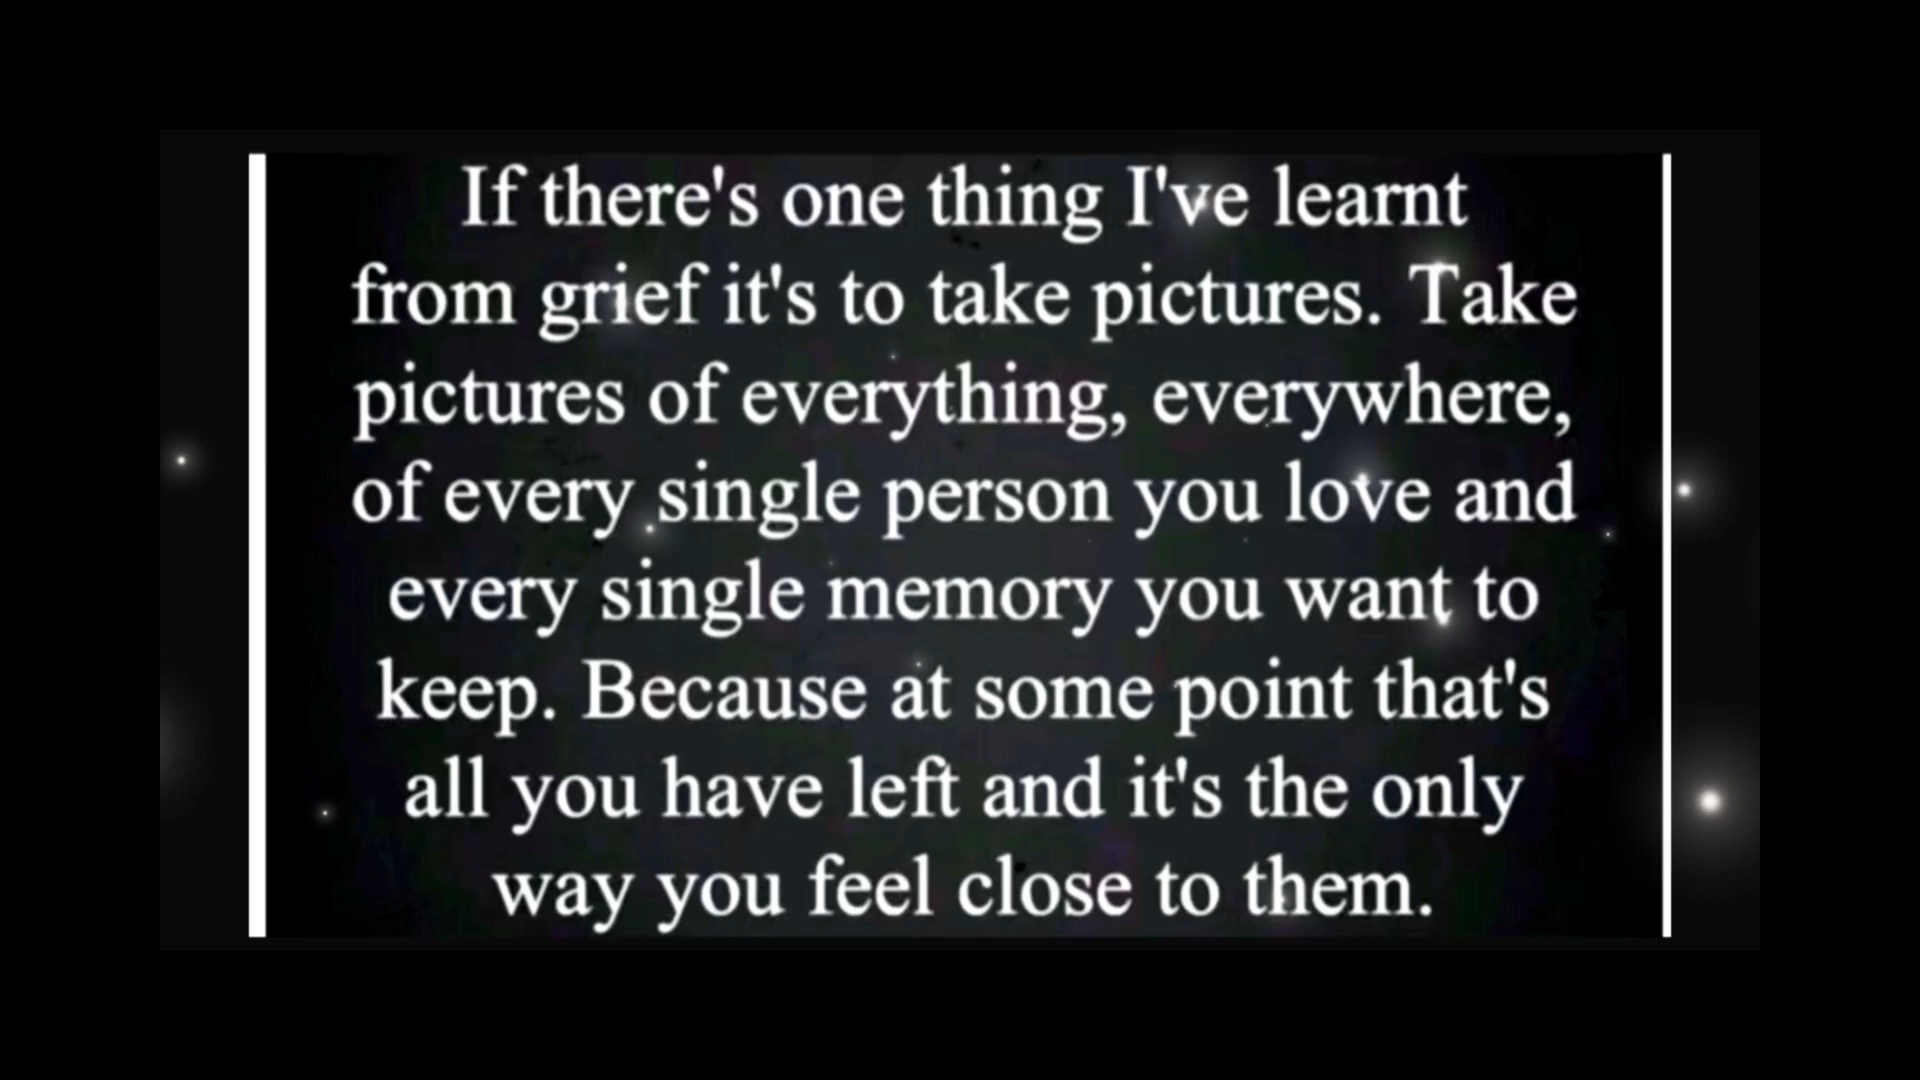 If there's one thing I've learnt
from grief it's to take pictures. Take
pictures of everything, everywhere,
of every single person you love and
every single memory you want to
keep. Because at some point that's
all you have left and it's the only
way you feel close to them.